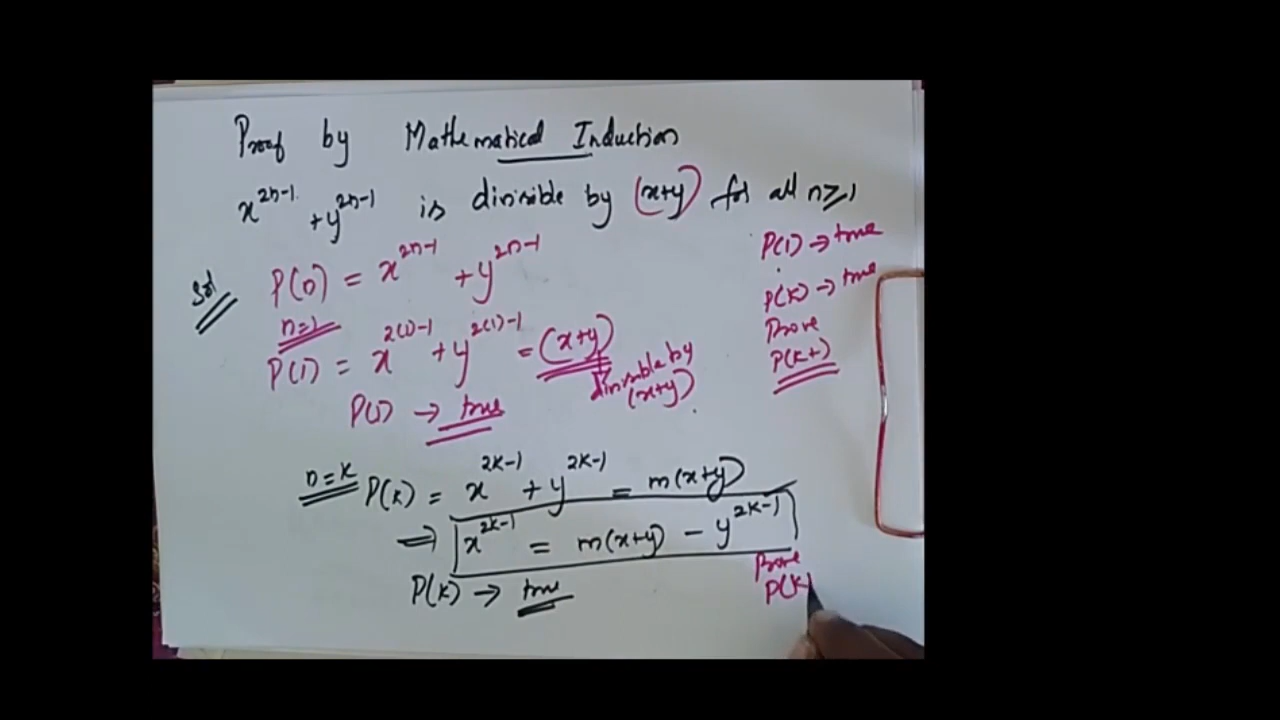 Proof by Mathematical Induction
x^{2n-1} + y^{2n-1} is divisible by (x+y) for all n≥1
Sol
P(n) = x^{2n-1} + y^{2n-1}
n=1
P(1) = x^{2(1)-1} + y^{2(1)-1} = (x+y)
divisible by
(x+y)
P(1) → true
P(1) → true
P(k) → true
Prove
P(k+)
n=k P(k) = x^{2k-1} + y^{2k-1} = m(x+y)
⇒ x^{2k-1} = m(x+y) - y^{2k-1}
P(k) → true
Prove
P(k)